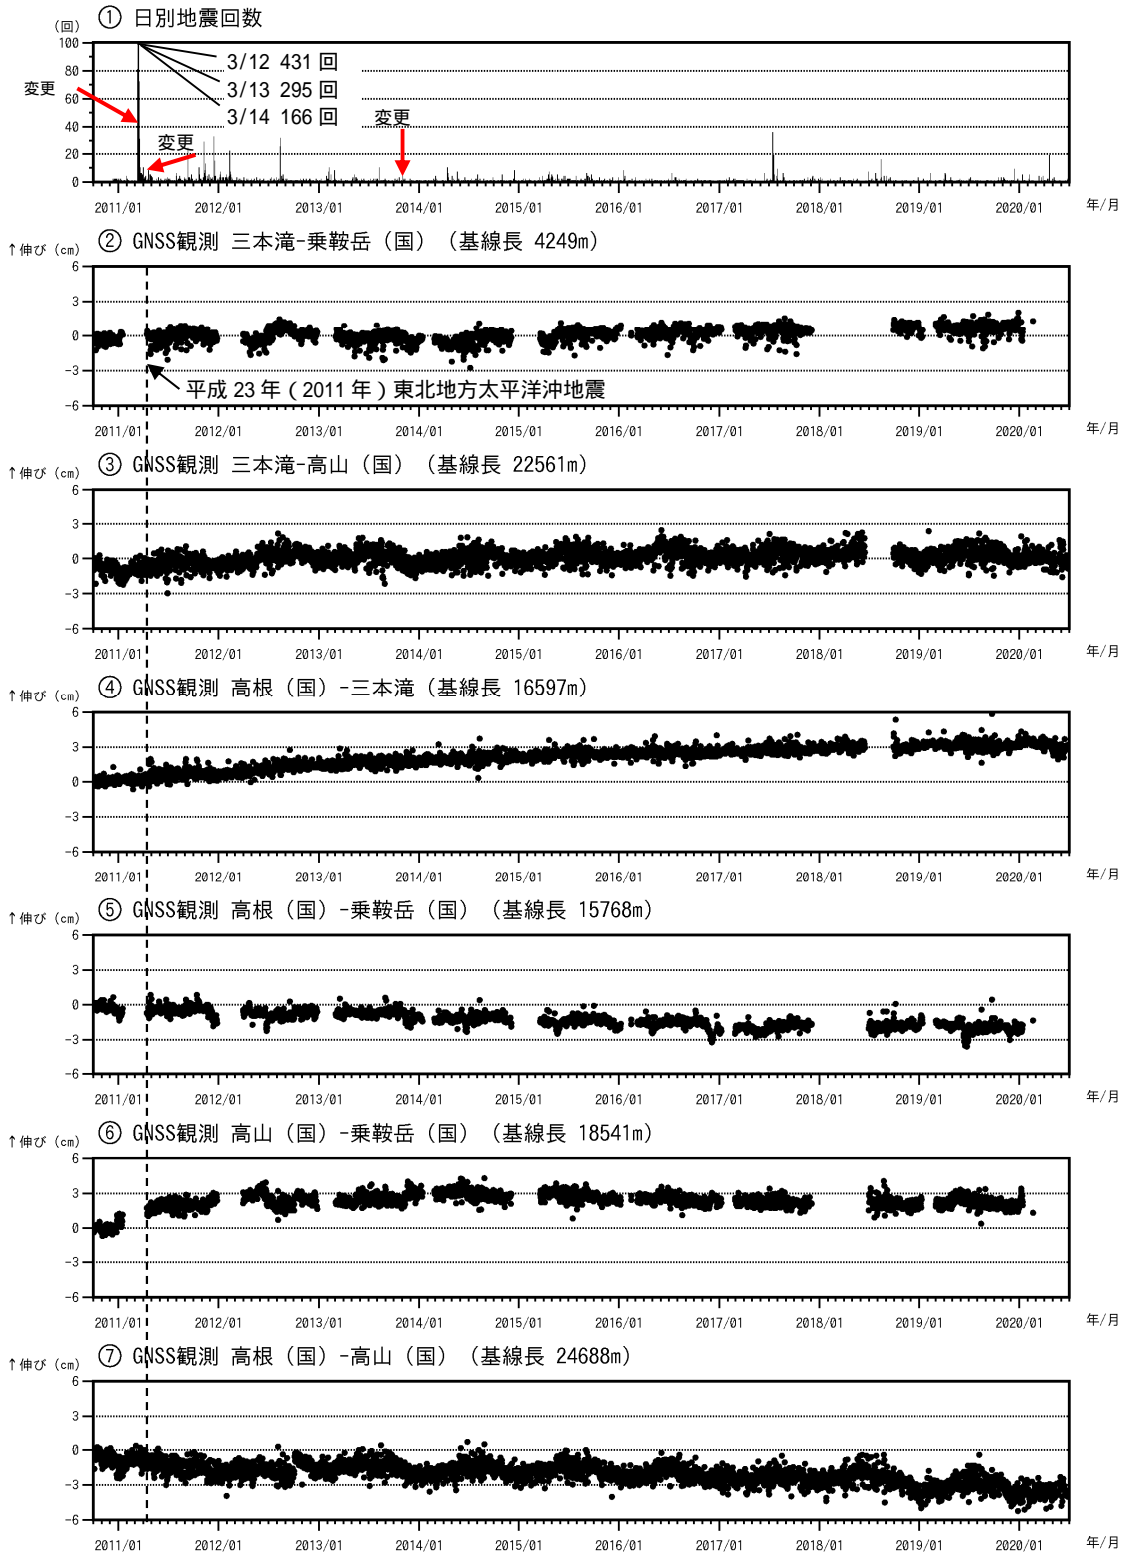 ① 日別地震回数
(回)
100
80
60
40
20
0
3/12 431 回
3/13 295 回
3/14 166 回
変更
変更
変更
2011/01 2012/01 2013/01 2014/01 2015/01 2016/01 2017/01 2018/01 2019/01 2020/01 年/月
↑伸び (cm) ② GNSS観測 三本滝-乗鞍岳（国）（基線長 4249m）
6
3
0
-3
-6
平成 23 年（2011 年）東北地方太平洋沖地震
2011/01 2012/01 2013/01 2014/01 2015/01 2016/01 2017/01 2018/01 2019/01 2020/01 年/月
↑伸び (cm) ③ GNSS観測 三本滝-高山（国）（基線長 22561m）
6
3
0
-3
-6
2011/01 2012/01 2013/01 2014/01 2015/01 2016/01 2017/01 2018/01 2019/01 2020/01 年/月
↑伸び (cm) ④ GNSS観測 高根（国）-三本滝（基線長 16597m）
6
3
0
-3
-6
2011/01 2012/01 2013/01 2014/01 2015/01 2016/01 2017/01 2018/01 2019/01 2020/01 年/月
↑伸び (cm) ⑤ GNSS観測 高根（国）-乗鞍岳（国）（基線長 15768m）
6
3
0
-3
-6
2011/01 2012/01 2013/01 2014/01 2015/01 2016/01 2017/01 2018/01 2019/01 2020/01 年/月
↑伸び (cm) ⑥ GNSS観測 高山（国）-乗鞍岳（国）（基線長 18541m）
6
3
0
-3
-6
2011/01 2012/01 2013/01 2014/01 2015/01 2016/01 2017/01 2018/01 2019/01 2020/01 年/月
↑伸び (cm) ⑦ GNSS観測 高根（国）-高山（国）（基線長 24688m）
6
3
0
-3
-6
2011/01 2012/01 2013/01 2014/01 2015/01 2016/01 2017/01 2018/01 2019/01 2020/01 年/月